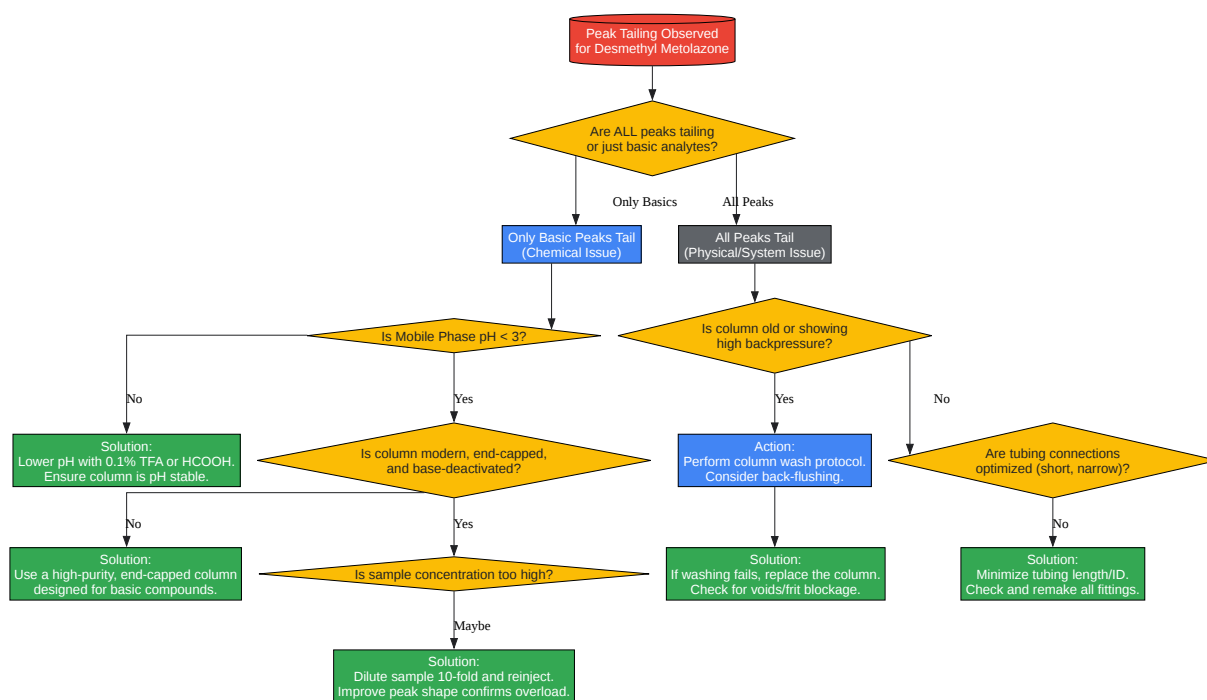 Peak Tailing Observed
for Desmethyl Metolazone
Are ALL peaks tailing
or just basic analytes?
Only Basics
All Peaks
Only Basic Peaks Tail
(Chemical Issue)
All Peaks Tail
(Physical/System Issue)
Is Mobile Phase pH < 3?
Is column old or showing
high backpressure?
No
Yes
Yes
No
Solution:
Lower pH with 0.1% TFA or HCOOH.
Ensure column is pH stable.
Is column modern, end-capped,
and base-deactivated?
Action:
Perform column wash protocol.
Consider back-flushing.
Are tubing connections
optimized (short, narrow)?
No
Yes
No
Solution:
Use a high-purity, end-capped column
designed for basic compounds.
Is sample concentration too high?
Solution:
If washing fails, replace the column.
Check for voids/frit blockage.
Solution:
Minimize tubing length/ID.
Check and remake all fittings.
Maybe
Solution:
Dilute sample 10-fold and reinject.
Improve peak shape confirms overload.